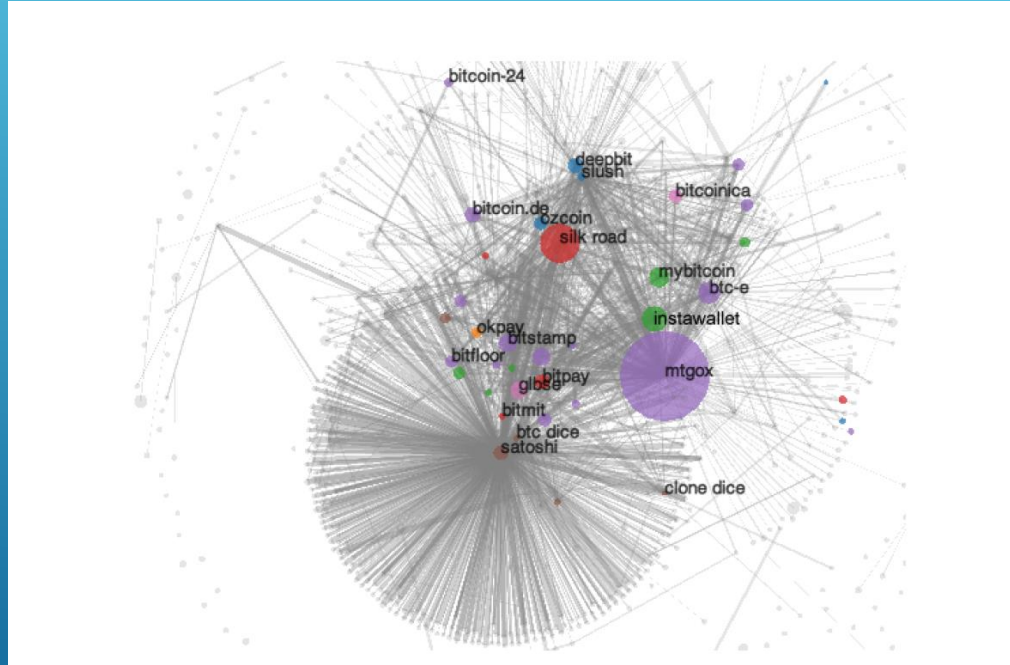 bitcoin-24
deepbit
slush
bitcoinica
bitcoin.de
ozcoin
silk road
mybitcoin
btc-e
instawallet
okpay
bitstamp
bitfloor
mtgox
bitpay
glbse
bitmit
btc dice
satoshi
clone dice